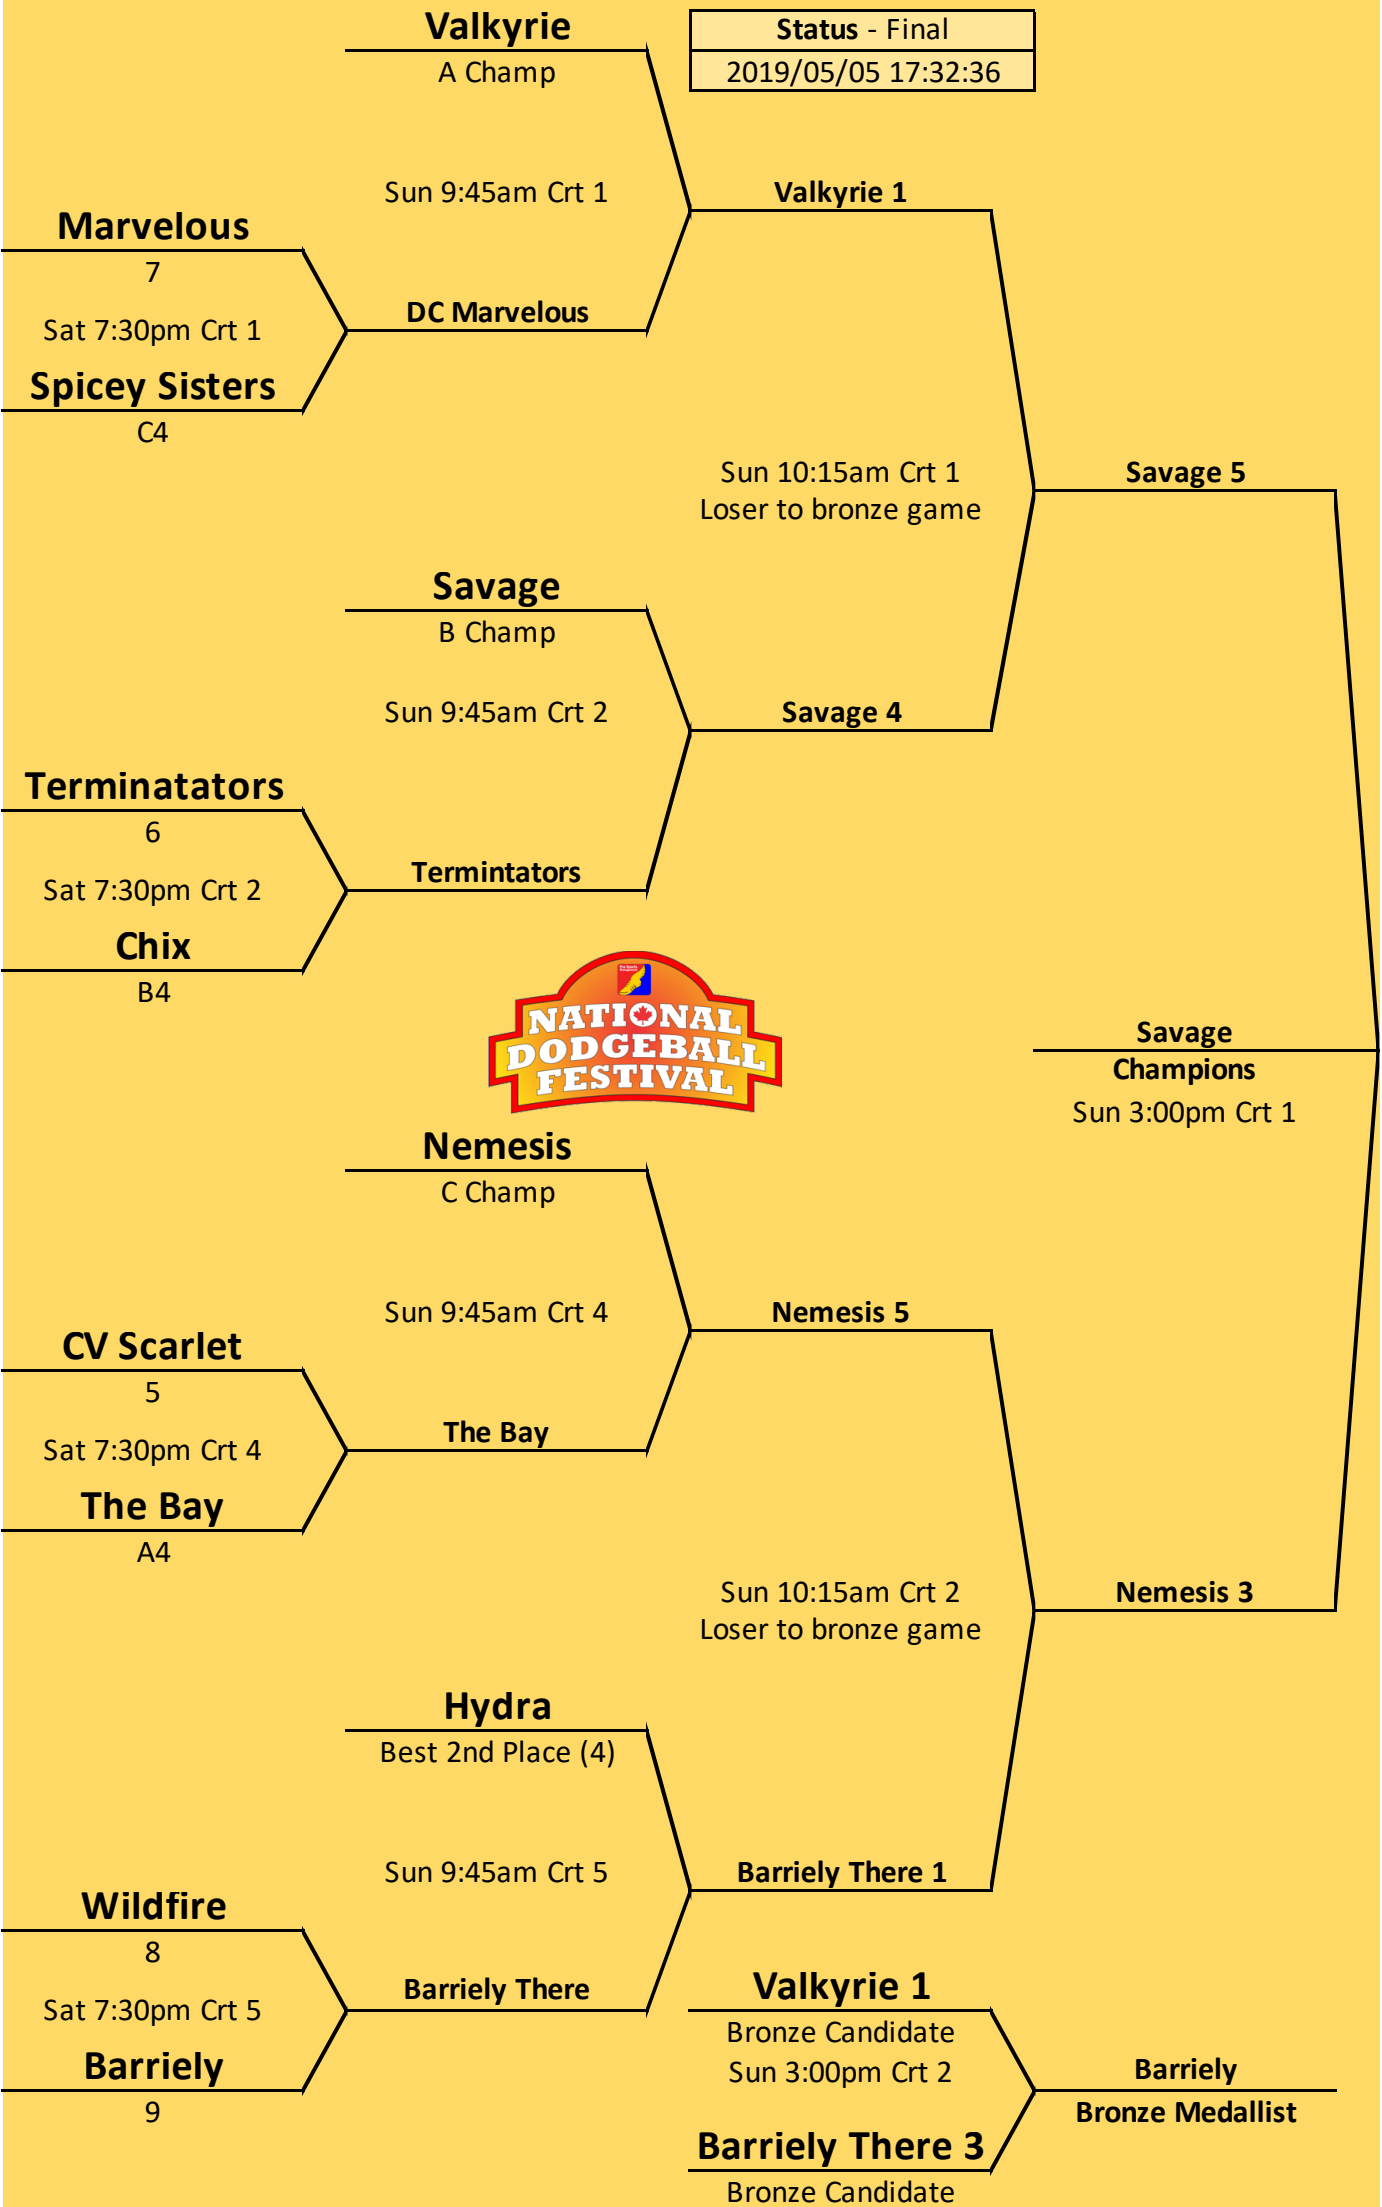 Valkyrie
A Champ
Status - Final
2019/05/05 17:32:36
Sun 9:45am Crt 1
Valkyrie 1
Marvelous
7
Sat 7:30pm Crt 1
DC Marvelous
Spicey Sisters
C4
Sun 10:15am Crt 1
Loser to bronze game
Savage 5
Savage
B Champ
Sun 9:45am Crt 2
Savage 4
Terminatators
6
Sat 7:30pm Crt 2
Termintators
Chix
B4
NATIONAL
DODGEBALL
FESTIVAL
Savage
Champions
Sun 3:00pm Crt 1
Nemesis
C Champ
Sun 9:45am Crt 4
Nemesis 5
CV Scarlet
5
Sat 7:30pm Crt 4
The Bay
The Bay
A4
Sun 10:15am Crt 2
Loser to bronze game
Nemesis 3
Hydra
Best 2nd Place (4)
Sun 9:45am Crt 5
Barriely There 1
Wildfire
8
Sat 7:30pm Crt 5
Barriely There
Barriely
9
Valkyrie 1
Bronze Candidate
Sun 3:00pm Crt 2
Barriely
Bronze Medallist
Barriely There 3
Bronze Candidate